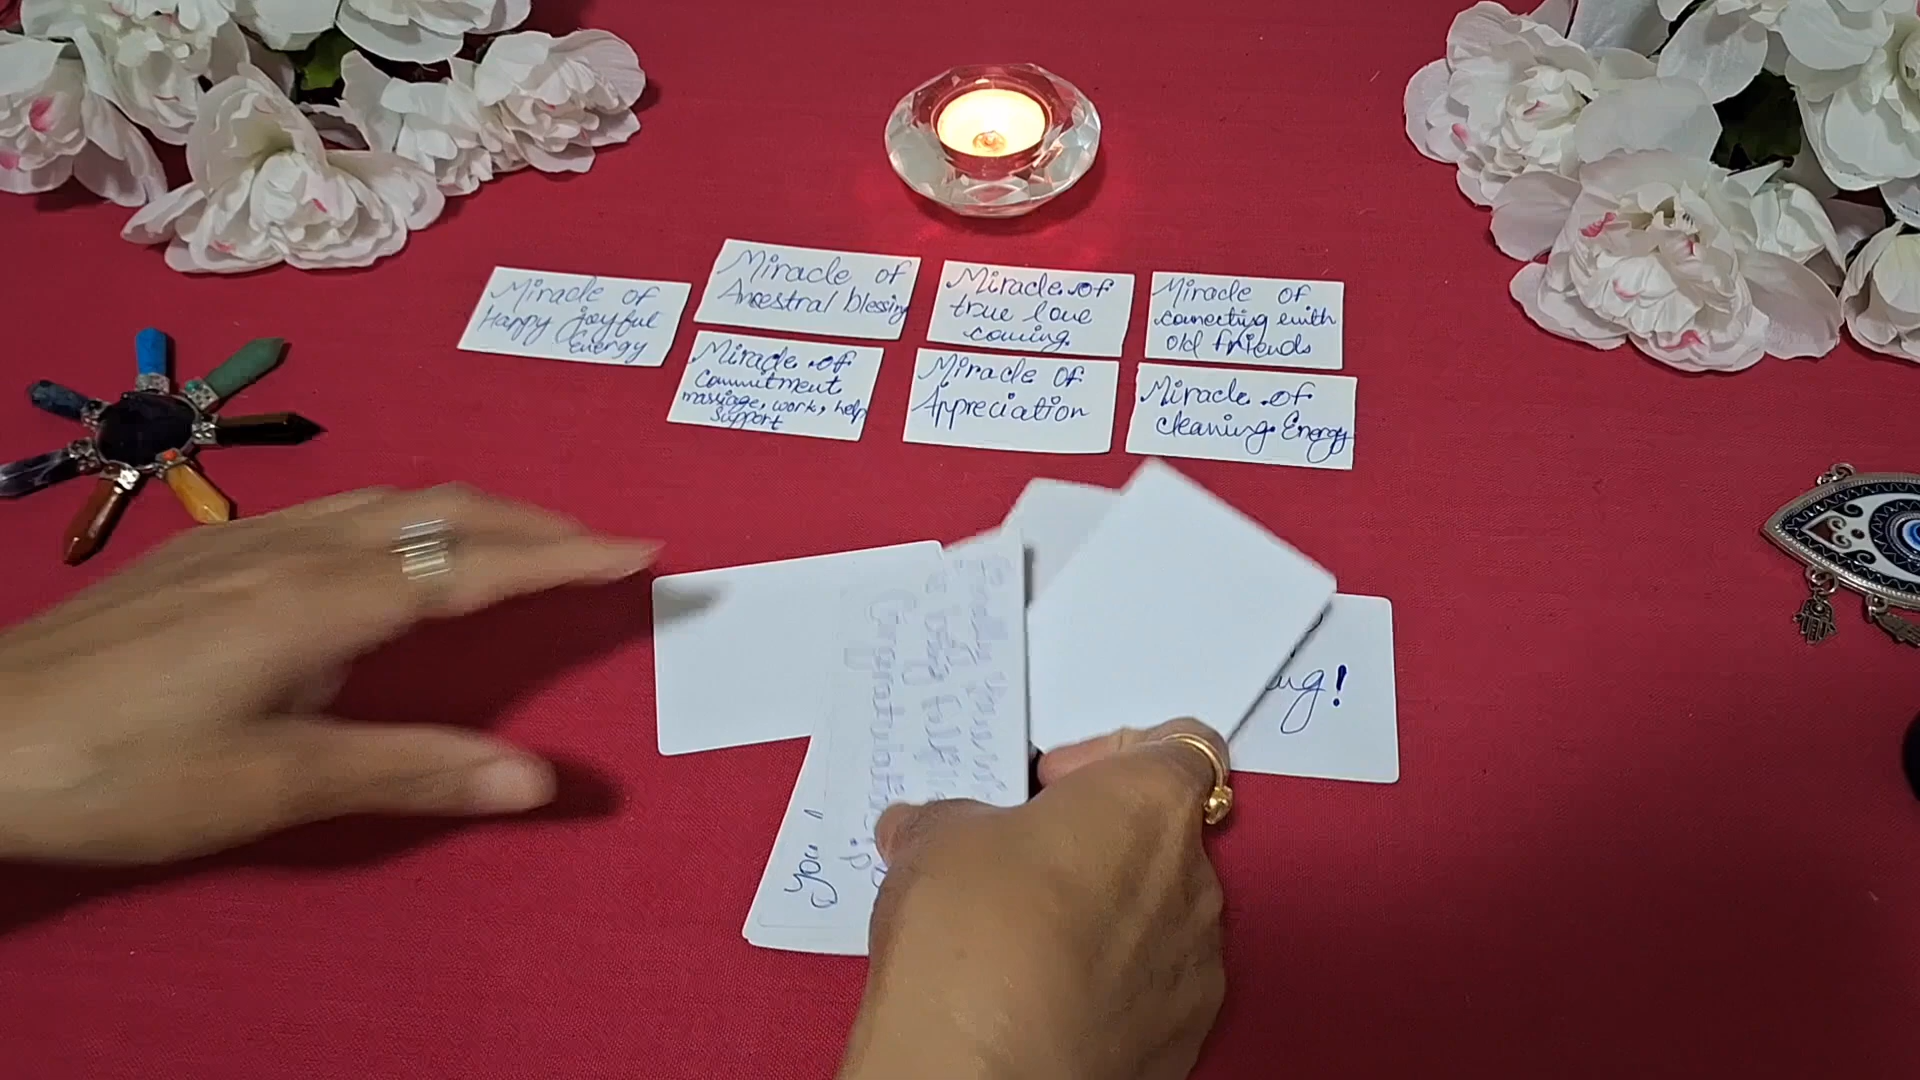 Miracle of
Happy joyful
Energy
Miracle of
Ancestral blessing
Miracle of
true love
coming
Miracle of
connecting with
old friends
Miracle of
Commitment
marriage, work, help
Support
Miracle of
Appreciation
Miracle of
cleaning Energy
you